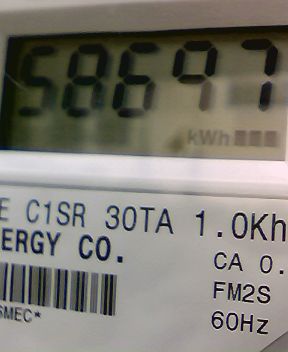 58697
kWh
E C1SR 30TA 1.0Kh
ERGY CO.
CA 0.
FM2S
SMEC*
60Hz